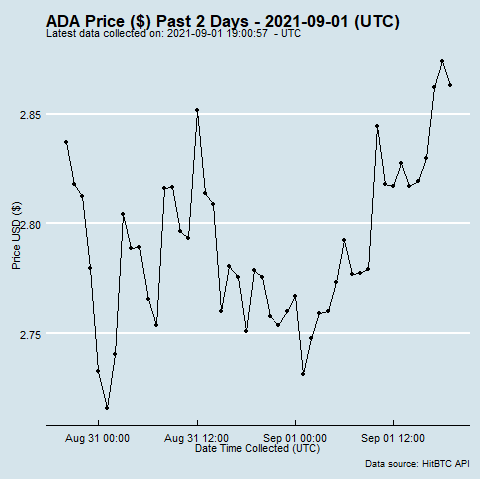 ADA Price ($) Past 2 Days - 2021-09-01 (UTC)
Latest data collected on: 2021-09-01 19:00:57 - UTC
2.85
2.80
2.75
Price USD ($)
Aug 31 00:00 Aug 31 12:00 Sep 01 00:00 Sep 01 12:00
Date Time Collected (UTC)
Data source: HitBTC API